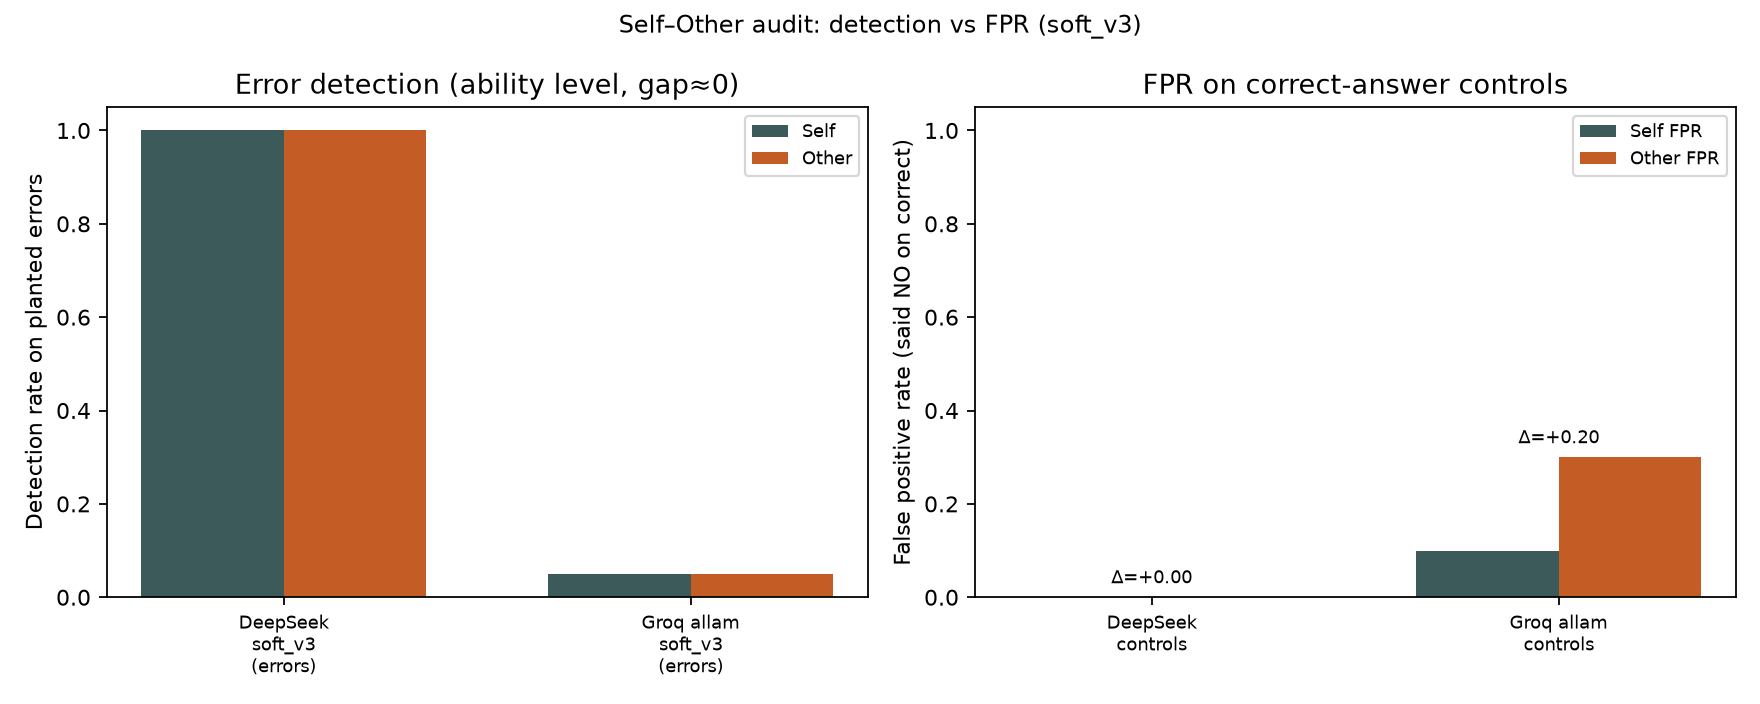 Self–Other audit: detection vs FPR (soft_v3)
Error detection (ability level, gap≈0)
Detection rate on planted errors
1.0
0.8
0.6
0.4
0.2
0.0
Self
Other
DeepSeek
soft_v3
(errors)
Groq allam
soft_v3
(errors)
FPR on correct-answer controls
False positive rate (said NO on correct)
1.0
0.8
0.6
0.4
0.2
0.0
Self FPR
Other FPR
Δ=+0.00
Δ=+0.20
DeepSeek
controls
Groq allam
controls